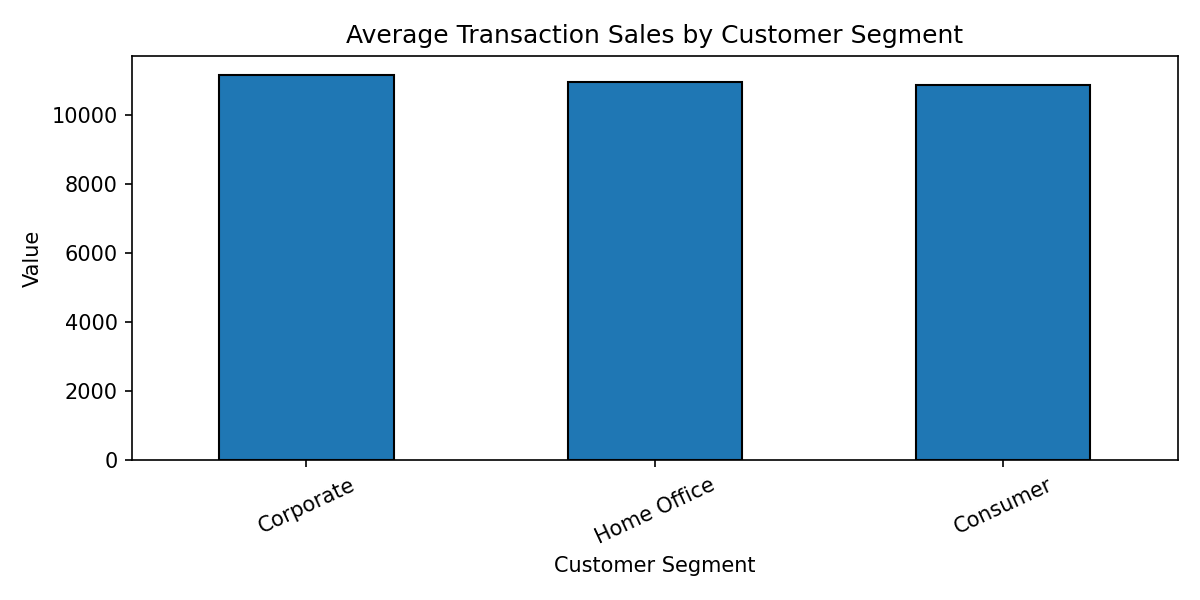 Average Transaction Sales by Customer Segment
Value
10000
8000
6000
4000
2000
0
Corporate
Home Office
Consumer
Customer Segment